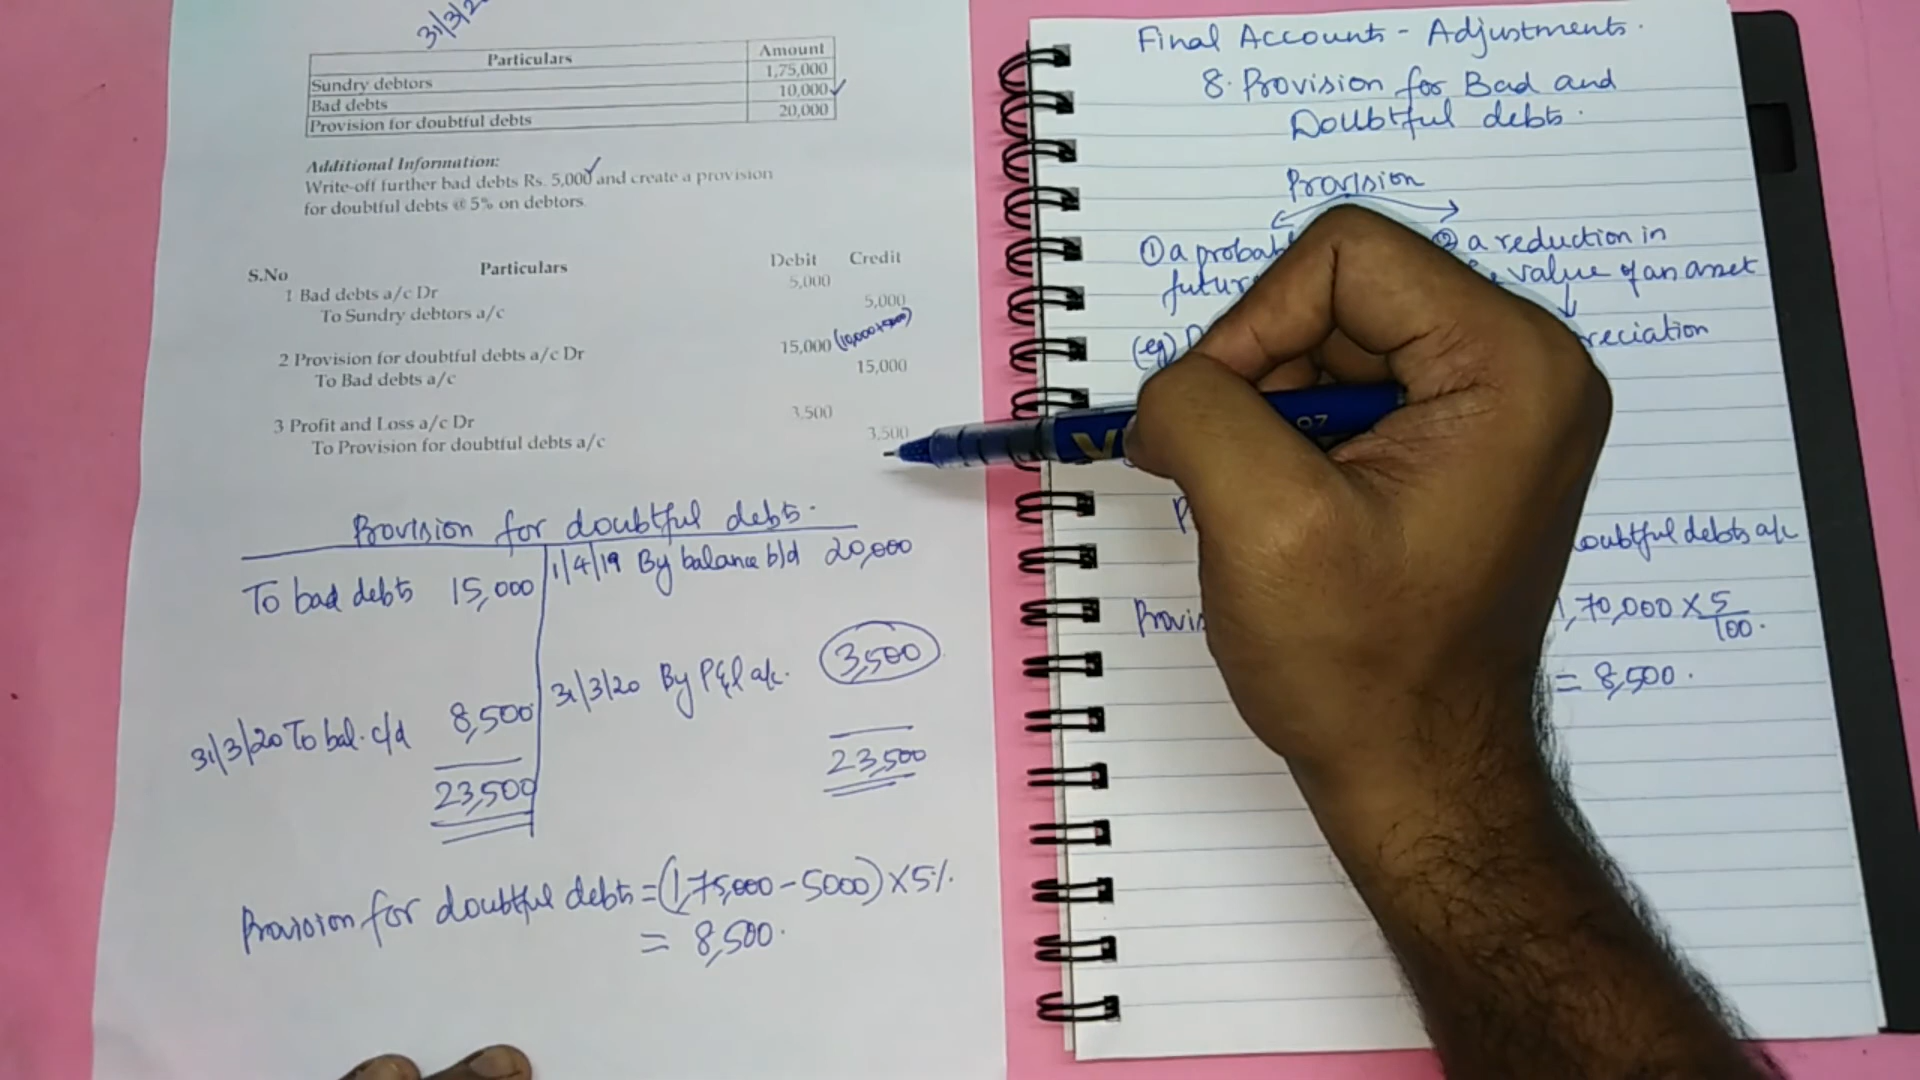 31/3/2
Particulars Amount
Sundry debtors 1,75,000
Bad debts 10,000
Provision for doubtful debts 20,000
Additional Information:
Write-off further bad debts Rs. 5,000 and create a provision
for doubtful debts @ 5% on debtors.
S.No Particulars Debit Credit
1 Bad debts a/c Dr 5,000
To Sundry debtors a/c 5,000
2 Provision for doubtful debts a/c Dr 15,000 (10,000+5000)
To Bad debts a/c 15,000
3 Profit and Loss a/c Dr 3,500
To Provision for doubtful debts a/c 3,500
Provision for doubtful debts.
To bad debts 15,000 1/4/19 By balance b/d 20,000
31/3/20 By P&l a/c. 3,500
31/3/20 To bal. c/d 8,500
23,500 23,500
Provision for doubtful debts = (1,75,000 - 5000) × 5%.
= 8,500.
Final Accounts - Adjustments.
8. Provision for Bad and
Doubtful debts.
Provision
① a probab ② a reduction in
futur value of an asset
(eg) reciation
oubtful debts a/c
Provis 1,70,000 × 5/100.
= 8,500.